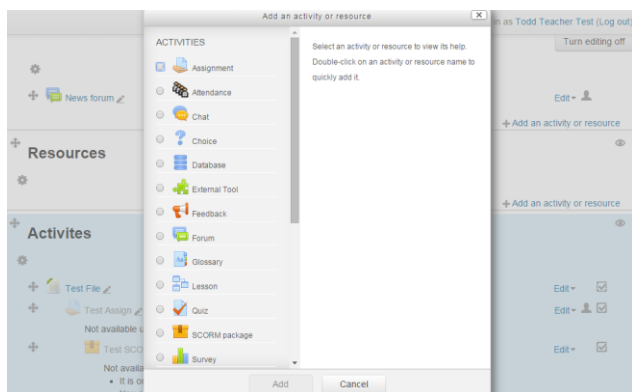 Add an activity or resource
in as Todd Teacher Test (Log out)
Turn editing off
ACTIVITIES
Select an activity or resource to view its help.
Double-click on an activity or resource name to
quickly add it.
Assignment
Attendance
Chat
Choice
Database
External Tool
Feedback
Forum
Glossary
Lesson
Quiz
SCORM package
Survey
Add
Cancel
News forum
Edit
+ Add an activity or resource
Resources
+ Add an activity or resource
Activites
Test File
Edit
Test Assign
Edit
Not available
Test SCO
Edit
Not availa